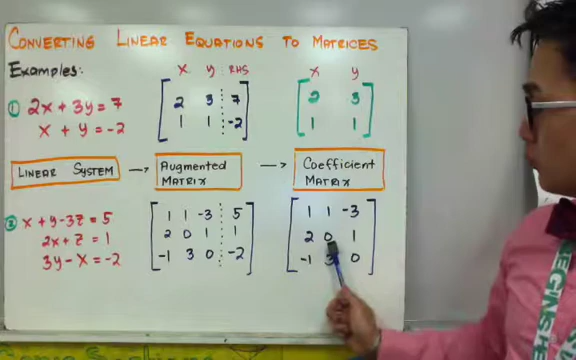 CONVERTING LINEAR EQUATIONS TO MATRICES
Examples:
x y RHS
x y
① 2x + 3y = 7
x + y = -2
2 3 7
1 1 -2
2 3
1 1
LINEAR SYSTEM --> AUGMENTED MATRIX --> COEFFICIENT MATRIX
② x + y - 3z = 5
2x + z = 1
3y - x = -2
1 1 -3 5
2 0 1 1
-1 3 0 -2
1 1 -3
2 0 1
-1 3 0